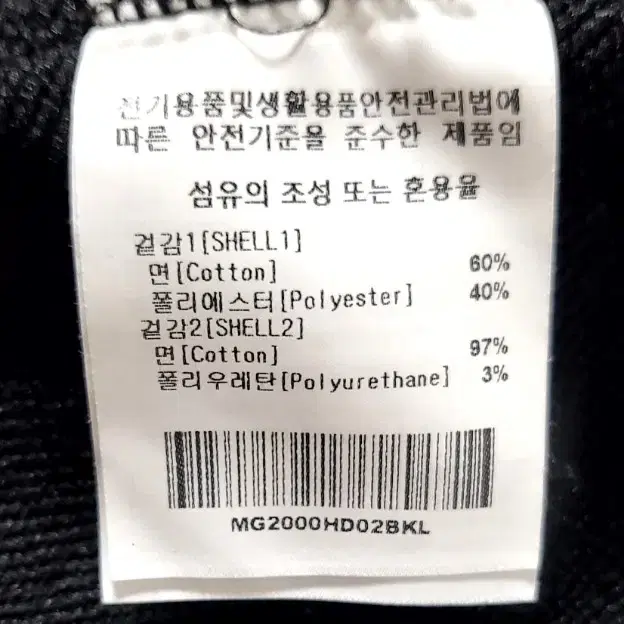 전기용품및생활용품안전관리법에
따른 안전기준을 준수한 제품임
섬유의 조성 또는 혼용율
겉감1[SHELL1]
면[Cotton] 60%
폴리에스터[Polyester] 40%
겉감2[SHELL2]
면[Cotton] 97%
폴리우레탄[Polyurethane] 3%
MG2000HD02BKL